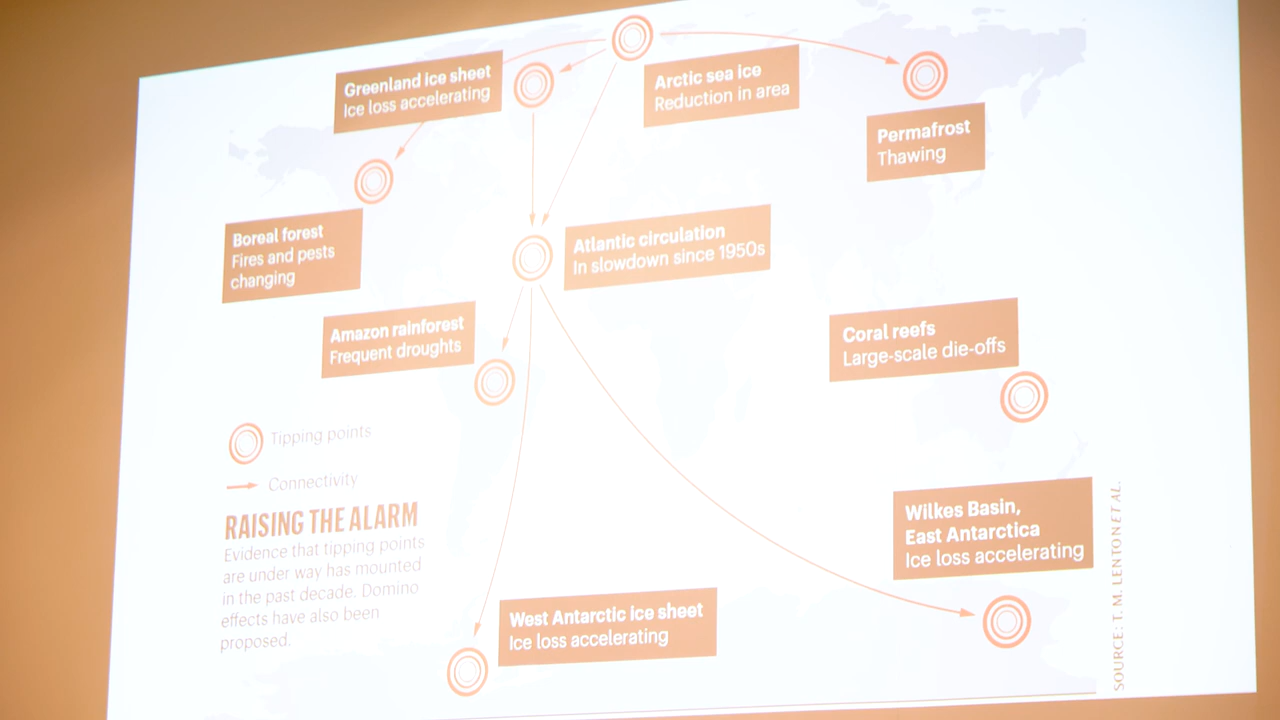 Greenland ice sheet
Ice loss accelerating
Arctic sea ice
Reduction in area
Permafrost
Thawing
Boreal forest
Fires and pests
changing
Atlantic circulation
In slowdown since 1950s
Amazon rainforest
Frequent droughts
Coral reefs
Large-scale die-offs
Tipping points
Connectivity
RAISING THE ALARM
Evidence that tipping points
are under way has mounted
in the past decade. Domino
effects have also been
proposed.
Wilkes Basin,
East Antarctica
Ice loss accelerating
West Antarctic ice sheet
Ice loss accelerating
SOURCE: T. M. LENTON ET AL.